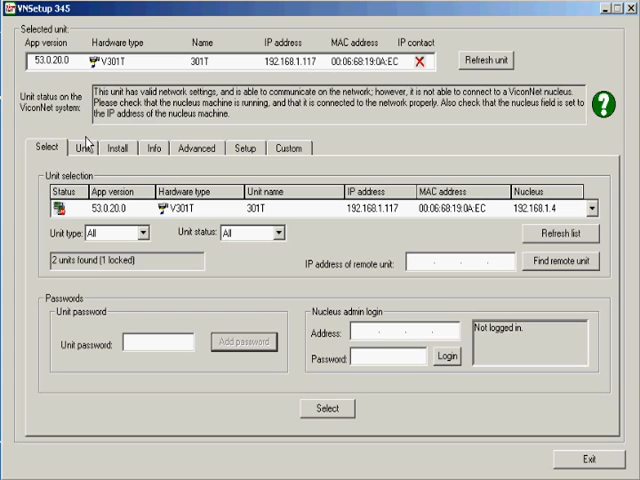 VNSetup 345
Selected unit:
App version Hardware type Name IP address MAC address IP contact
53.0.20.0 V301T 301T 192.168.1.117 00:06:68:19:0A:EC
Refresh unit
Unit status on the ViconNet system:
This unit has valid network settings, and is able to communicate on the network; however, it is not able to connect to a ViconNet nucleus.
Please check that the nucleus machine is running, and that it is connected to the network properly. Also check the nucleus field is set to
the IP address of the nucleus machine.
Select Install Info Advanced Setup Custom
Unit selection
Status App version Hardware type Unit name IP address MAC address Nucleus
53.0.20.0 V301T 301T 192.168.1.117 00:06:68:19:0A:EC 192.168.1.4
Unit type: All Unit status: All Refresh list
2 units found (1 locked) IP address of remote unit: . . . Find remote unit
Passwords
Unit password Nucleus admin login
Address: . . . Not logged in.
Unit password: Add password
Password: Login
Select
Exit